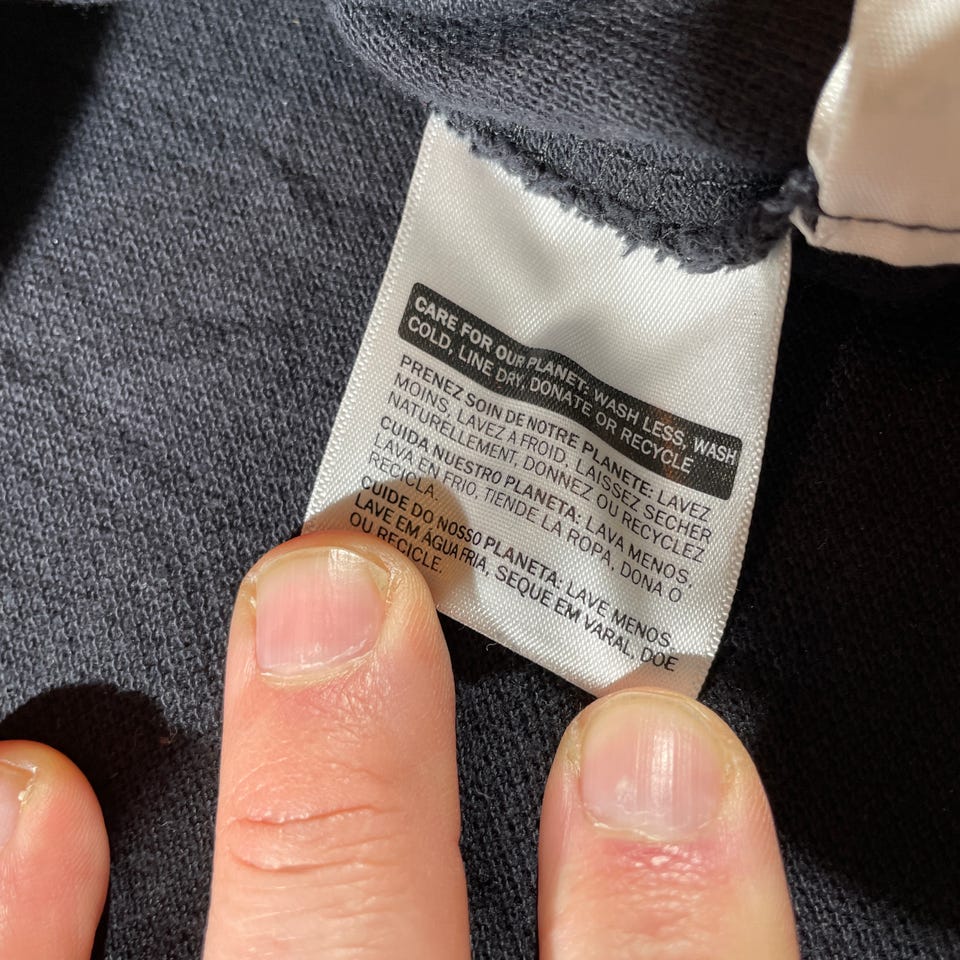 CARE FOR OUR PLANET: WASH LESS, WASH
COLD, LINE DRY, DONATE OR RECYCLE
PRENEZ SOIN DE NOTRE PLANETE: LAVEZ
MOINS, LAVEZ A FROID, LAISSEZ SECHER
NATURELLEMENT, DONNEZ OU RECYCLEZ
CUIDA NUESTRO PLANETA: LAVA MENOS,
LAVA EN FRIO, TIENDE LA ROPA, DONA O
RECICLA.
CUIDE DO NOSSO PLANETA: LAVE MENOS,
LAVE EM ÁGUA FRIA, SEQUE EM VARAL, DOE
OU RECICLE.